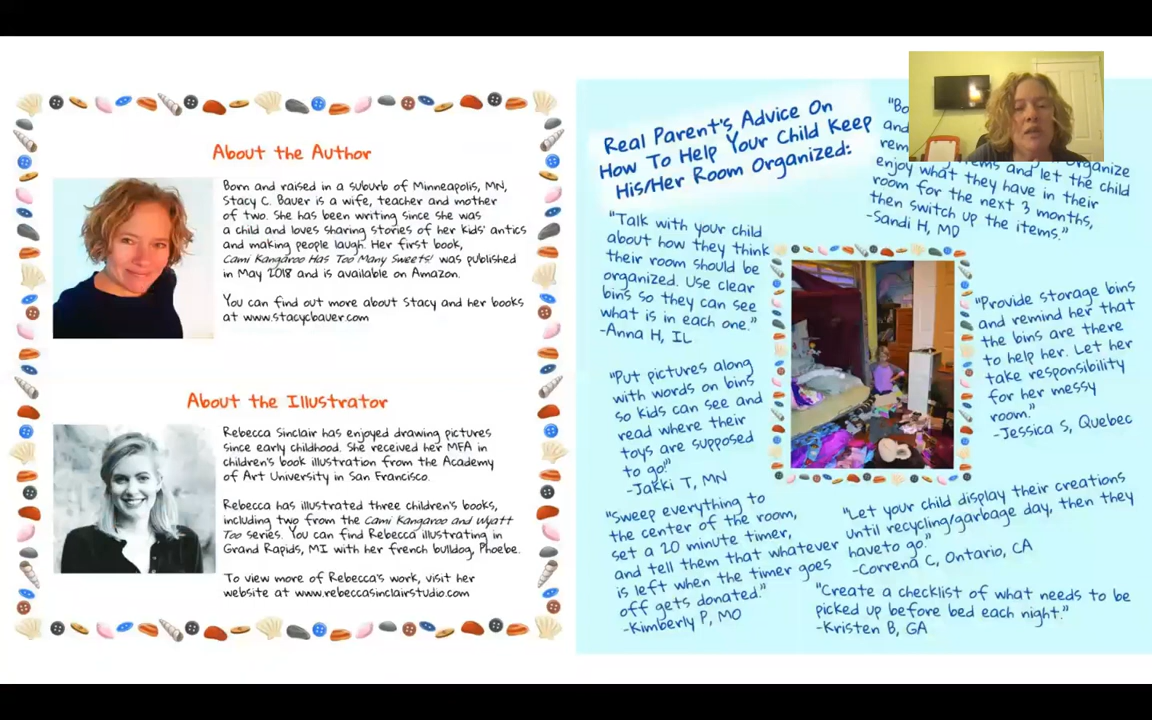 About the Author
Born and raised in a suburb of Minneapolis, MN,
Stacy C. Bauer is a wife, teacher and mother
of two. She has been writing since she was
a child and loves sharing stories of her kids' antics
and making people laugh. Her first book,
Cami Kangaroo Has Too Many Sweets! was published
in May 2018 and is available on Amazon.
You can find out more about Stacy and her books
at www.stacycbauer.com
About the Illustrator
Rebecca Sinclair has enjoyed drawing pictures
since early childhood. She received her MFA in
children's book illustration from the Academy
of Art University in San Francisco.
Rebecca has illustrated three children's books,
including two from the Cami Kangaroo and Wyatt
Too series. You can find Rebecca illustrating in
Grand Rapids, MI with her french bulldog, Phoebe.
To view more of Rebecca's work, visit her
website at www.rebeccasinclairstudio.com
Real Parent's Advice On
How To Help Your Child Keep
His/Her Room Organized:
"Talk with your child
about how they think
their room should be
organized. Use clear
bins so they can see
what is in each one."
-Anna H, IL
"Put pictures along
with words on bins
so kids can see and
read where their
toys are supposed
to go."
-Jakki T, MN
"Sweep everything to
the center of the room,
set a 20 minute timer,
and tell them that whatever
is left when the timer goes
off gets donated."
-Kimberly P, MO
and
items and let the child
enjoy what they have in their
room for the next 3 months,
then switch up the items."
-Sandi H, MD
"Provide storage bins
and remind her that
the bins are there
to help her. Let her
take responsibility
for her messy
room."
-Jessica S, Quebec
"Let your child display their creations
until recycling/garbage day, then they
haveto go."
-Correna C, Ontario, CA
"Create a checklist of what needs to be
picked up before bed each night."
-Kristen B, GA